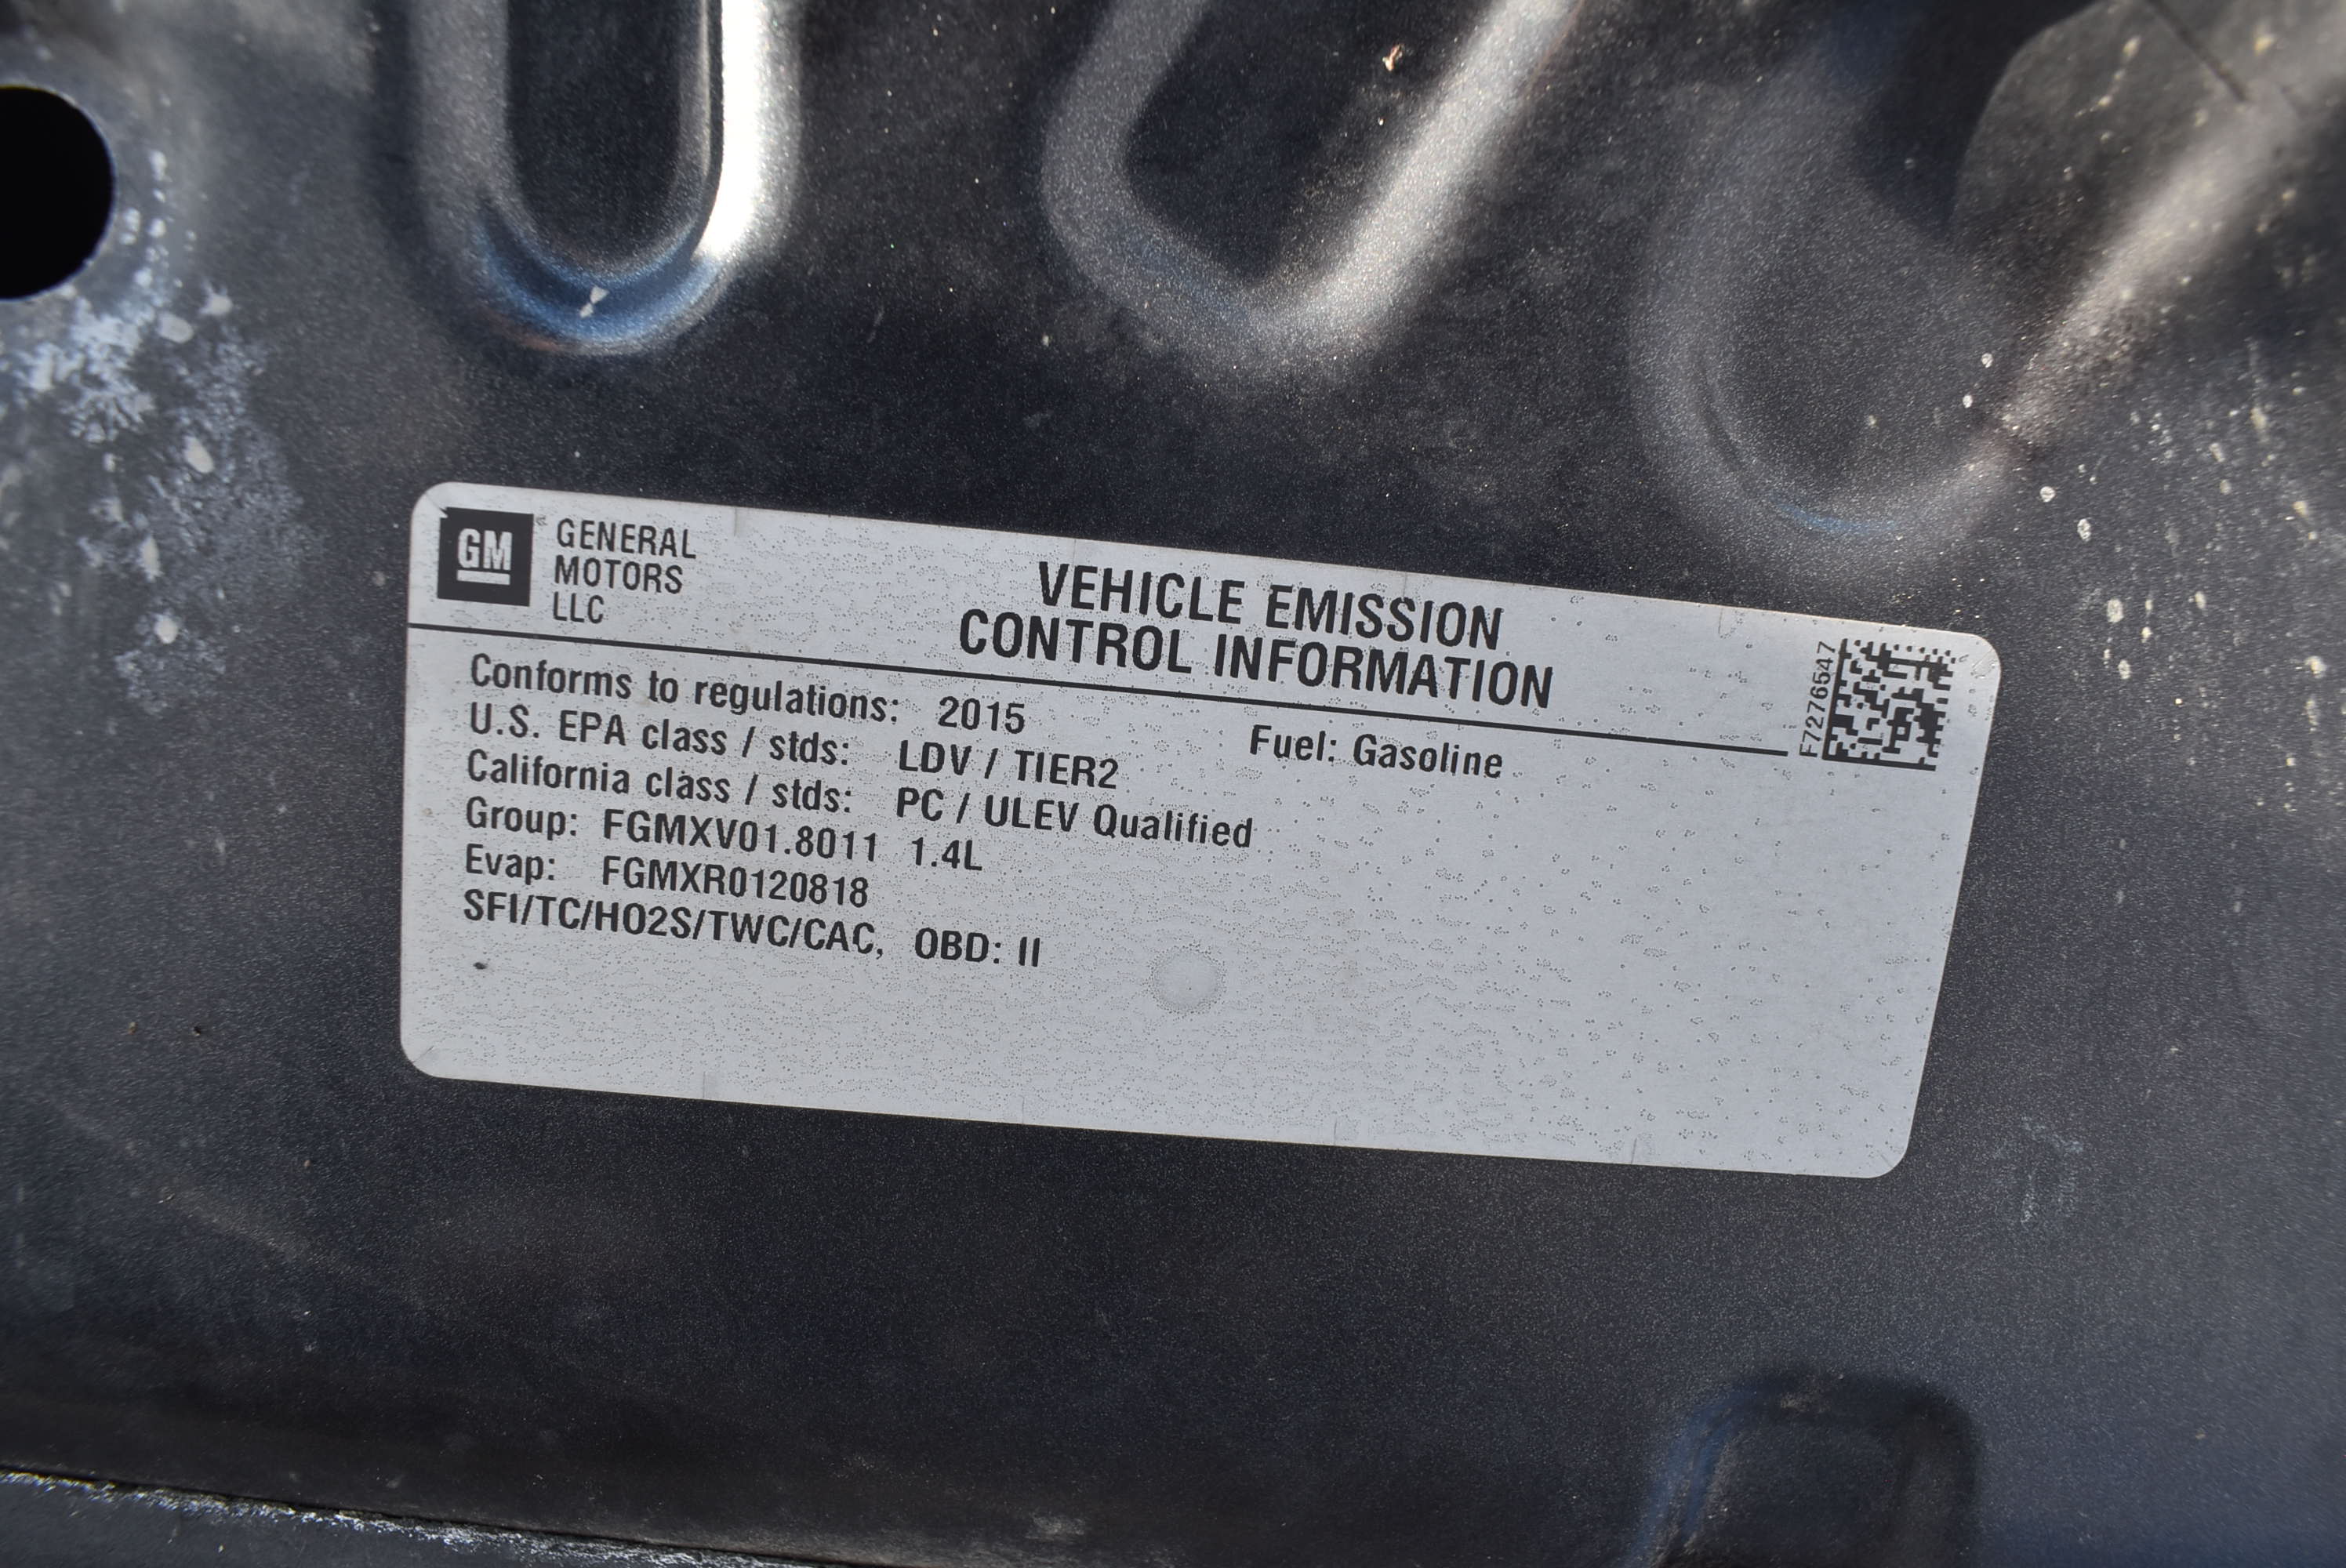 GM
GENERAL
MOTORS
LLC
VEHICLE EMISSION
CONTROL INFORMATION
F7276547
Conforms to regulations: 2015
Fuel: Gasoline
U.S. EPA class / stds: LDV / TIER2
California class / stds: PC / ULEV Qualified
Group: FGMXV01.8011 1.4L
Evap: FGMXR0120818
SFI/TC/HO2S/TWC/CAC, OBD: II